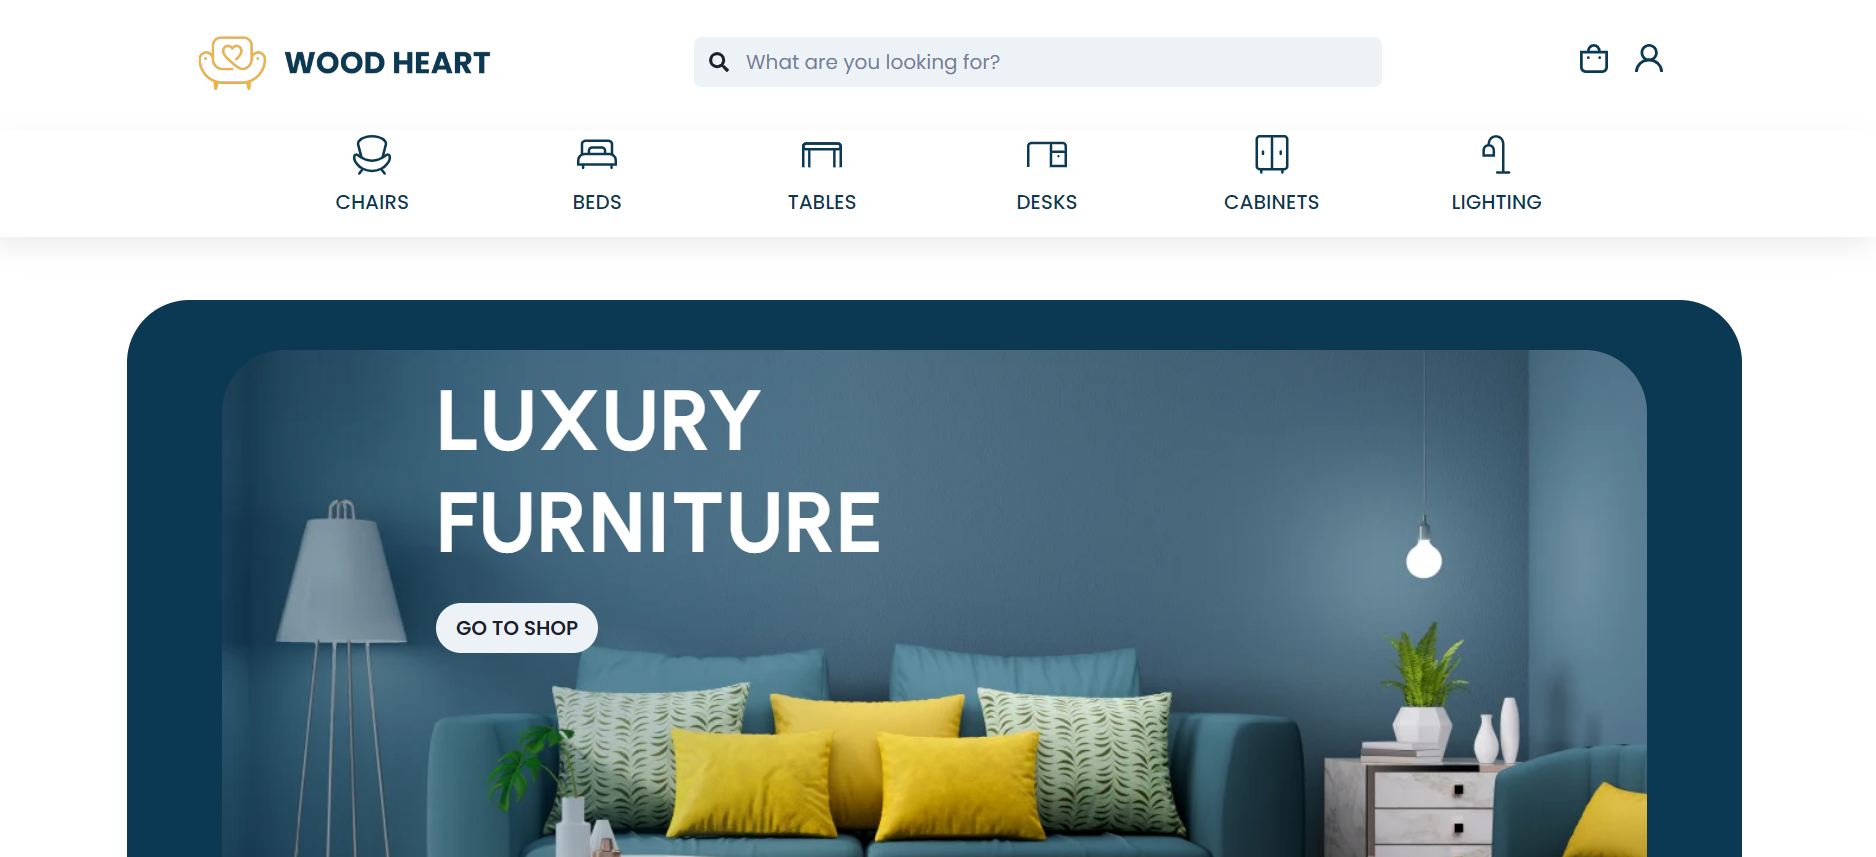 WOOD HEART
What are you looking for?
CHAIRS
BEDS
TABLES
DESKS
CABINETS
LIGHTING
LUXURY
FURNITURE
GO TO SHOP